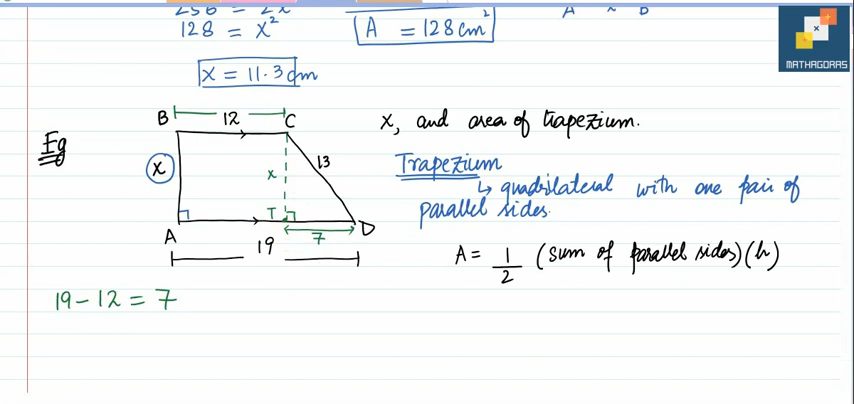 128 = x²
A = 128 cm²
x = 11.3 cm
MATHAGORAS
Eg
B 12 C
x x 13
A T 7 D
19
x, and area of trapezium.
Trapezium
↳ quadrilateral with one pair of
parallel sides.
A = 1/2 (sum of parallel sides)(h)
19 - 12 = 7